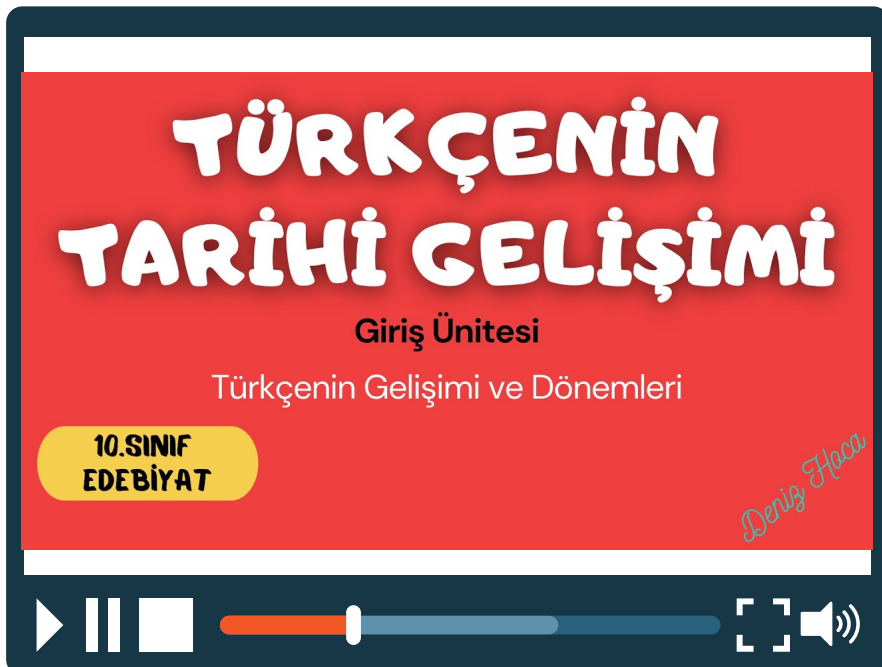 TÜRKÇENİN
TARİHİ GELİŞİMİ
Giriş Ünitesi
Türkçenin Gelişimi ve Dönemleri
10.SINIF
EDEBİYAT
Deniz Hoca